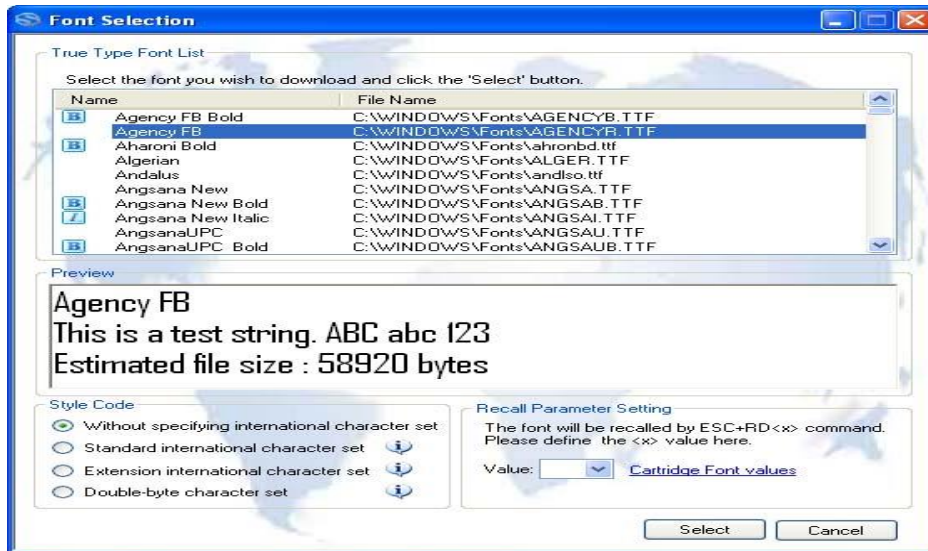 Font Selection
True Type Font List
Select the font you wish to download and click the 'Select' button.
Name File Name
B Agency FB Bold C:\WINDOWS\Fonts\AGENCYB.TTF
Agency FB C:\WINDOWS\Fonts\AGENCYR.TTF
B Aharoni Bold C:\WINDOWS\Fonts\ahronbd.ttf
Algerian C:\WINDOWS\Fonts\ALGER.TTF
Andalus C:\WINDOWS\Fonts\andlso.ttf
Angsana New C:\WINDOWS\Fonts\ANGSA.TTF
B Angsana New Bold C:\WINDOWS\Fonts\ANGSAB.TTF
I Angsana New Italic C:\WINDOWS\Fonts\ANGSAI.TTF
AngsanaUPC C:\WINDOWS\Fonts\ANGSAU.TTF
B AngsanaUPC Bold C:\WINDOWS\Fonts\ANGSAUB.TTF
Preview
Agency FB
This is a test string. ABC abc 123
Estimated file size : 58920 bytes
Style Code
Without specifying international character set
Standard international character set
Extension international character set
Double-byte character set
Recall Parameter Setting
The font will be recalled by ESC+RD<x> command.
Please define the <x> value here.
Value: Cartridge Font values
Select Cancel